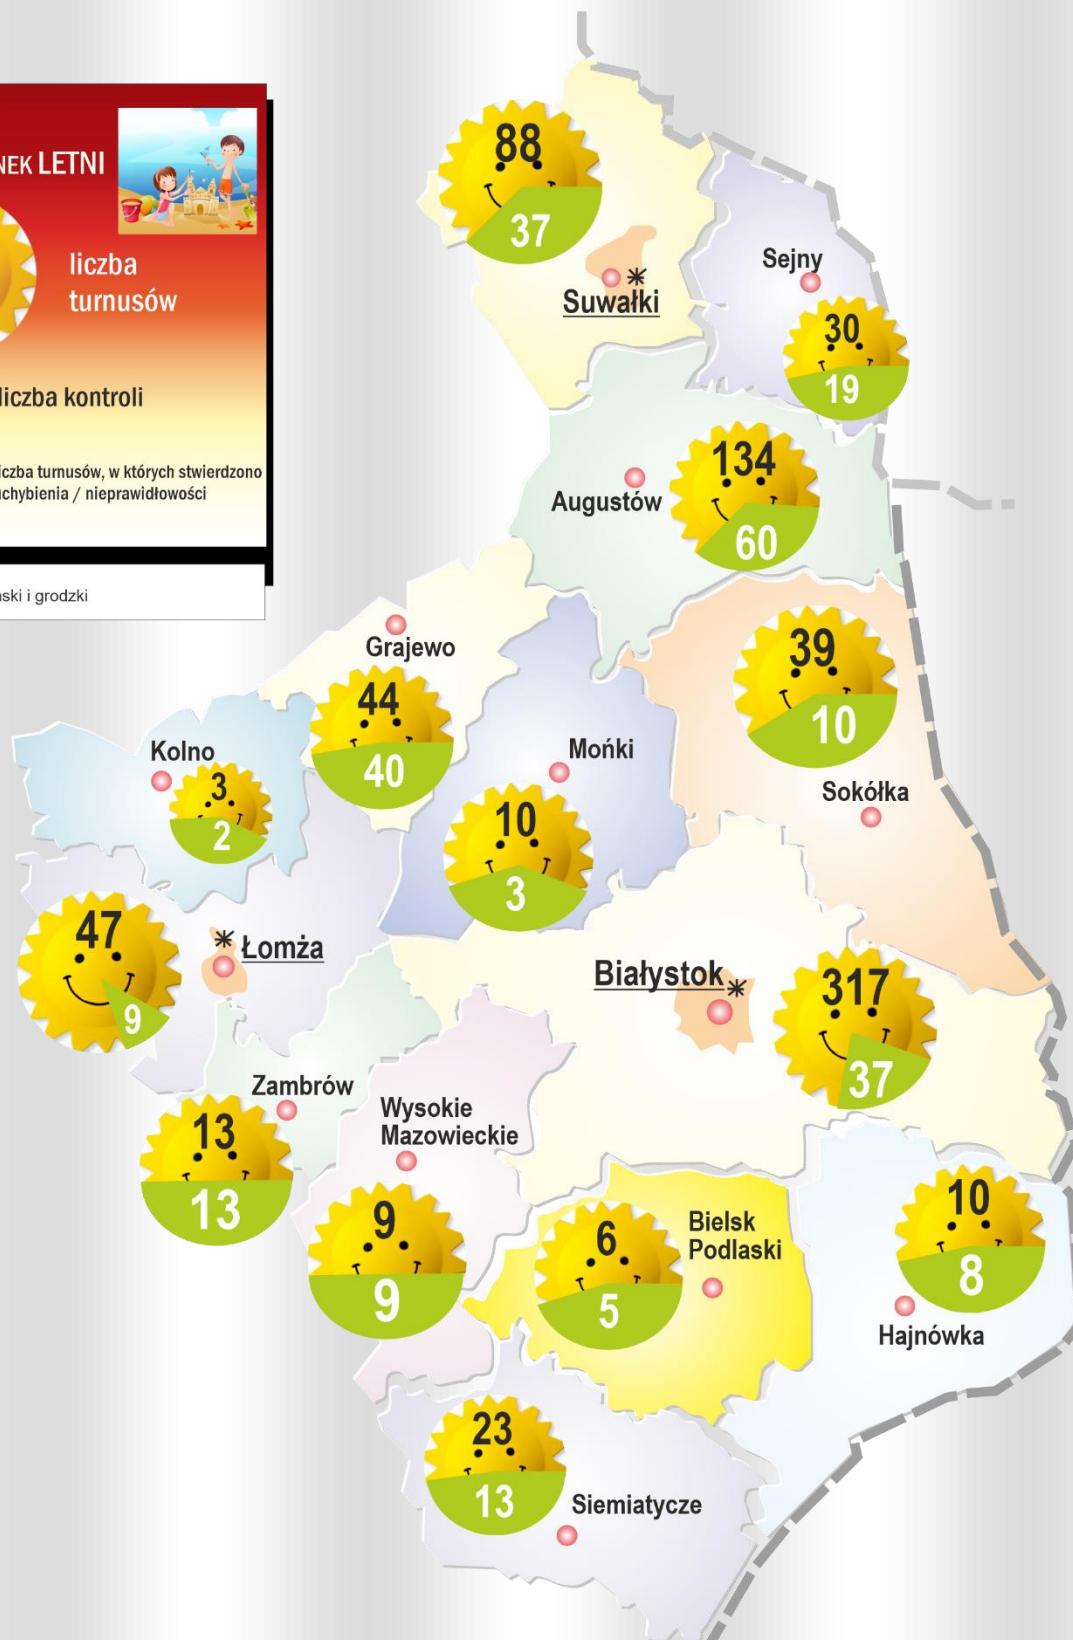 LETNI
liczba
turnusów
liczba kontroli
liczba turnusów, w których stwierdzono
uchybienia / nieprawidłowości
i grodzki
88
37
Suwałki
Sejny
30
19
134
Augustów
60
Grajewo
44
40
39
10
Sokółka
Kolno
3
2
Mońki
10
3
47
9
Łomża
Białystok
317
37
Zambrów
13
13
Wysokie
Mazowieckie
9
9
6
5
Bielsk
Podlaski
10
8
Hajnówka
23
13
Siemiatycze